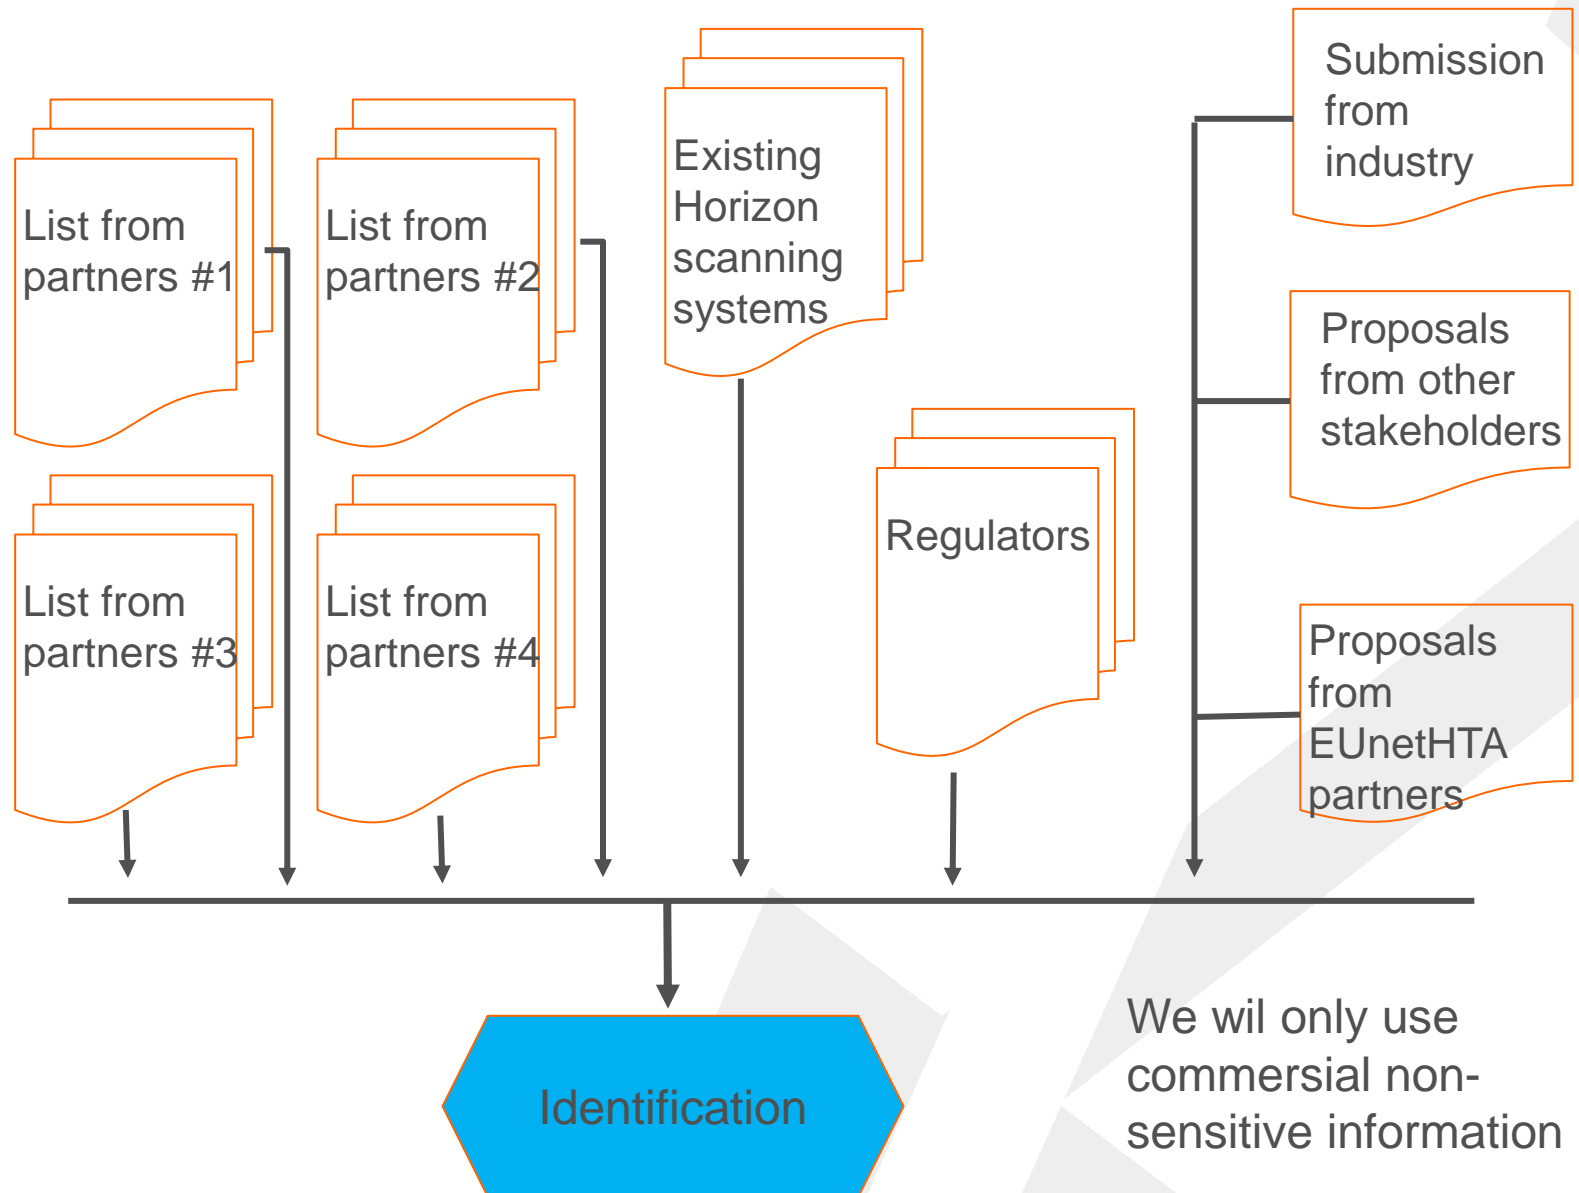 List from
partners #1
List from
partners #2
Existing
Horizon
scanning
systems
Submission
from
industry
Proposals
from other
stakeholders
List from
partners #3
List from
partners #4
Regulators
Proposals
from
EUnetHTA
partners
Identification
We wil only use
commersial non-
sensitive information